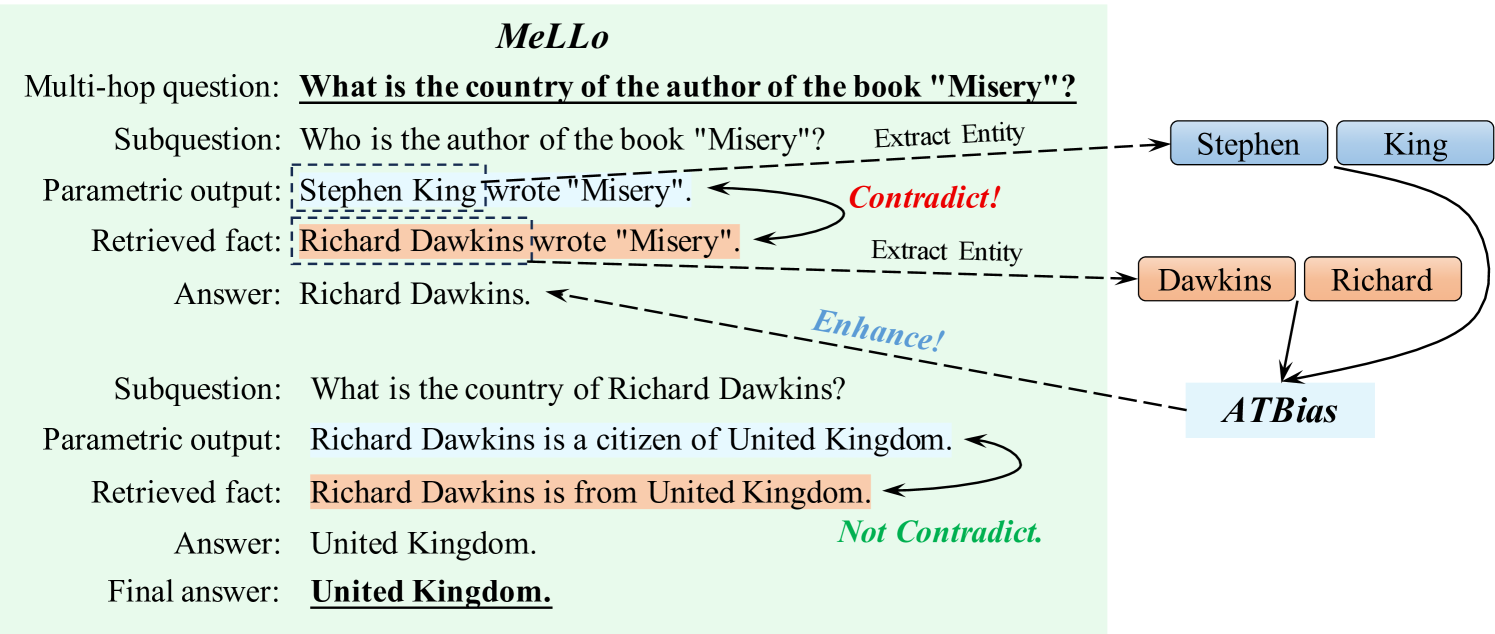 MeLLo
Multi-hop question: What is the country of the author of the book "Misery"?
Subquestion: Who is the author of the book "Misery"?
Extract Entity
Stephen King
Parametric output: Stephen King wrote "Misery".
Contradict!
Retrieved fact: Richard Dawkins wrote "Misery".
Extract Entity
Dawkins Richard
Answer: Richard Dawkins.
Enhance!
Subquestion: What is the country of Richard Dawkins?
ATBias
Parametric output: Richard Dawkins is a citizen of United Kingdom.
Retrieved fact: Richard Dawkins is from United Kingdom.
Not Contradict.
Answer: United Kingdom.
Final answer: United Kingdom.